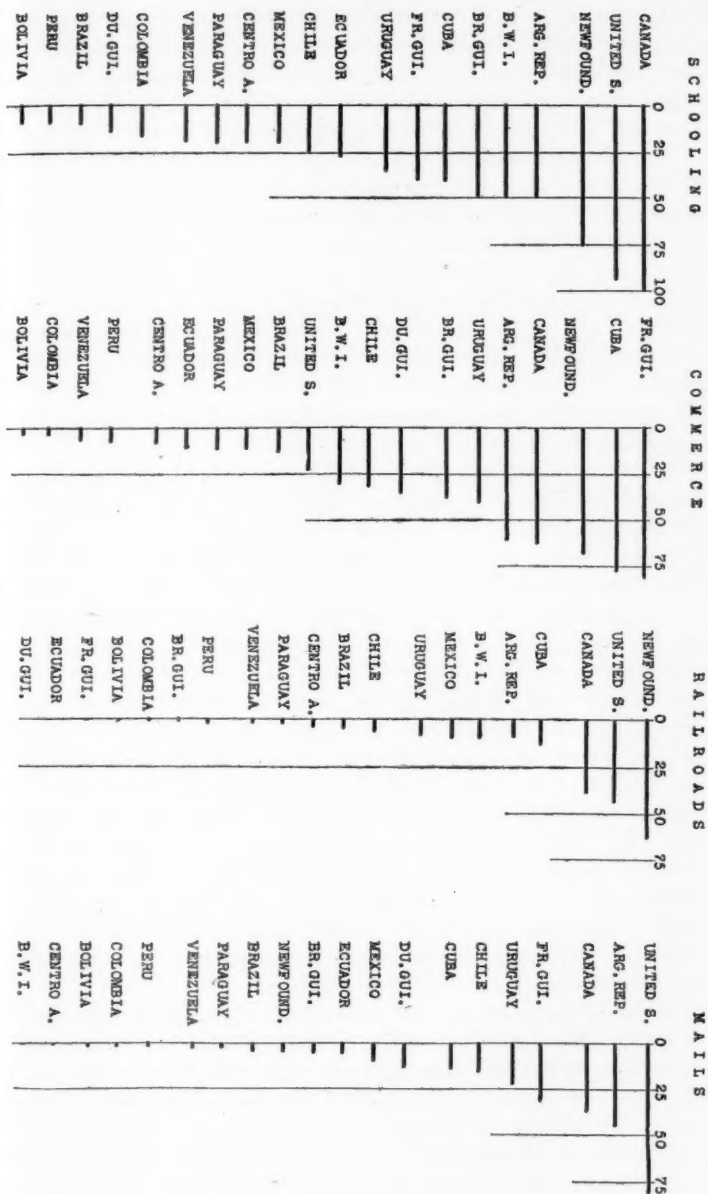 SCHOOLING
CANADA
UNITED S.
NEWFOUND.
ARG.REP.
B.W.I.
BR.GUI.
CUBA
FR.GUI.
URUGUAY
ECUADOR
CHILE
MEXICO
CENTRO A.
PARAGUAY
VENEZUELA
COLOMBIA
DU.GUI.
BRAZIL
PERU
BOLIVIA
0 25 50 75 100
COMMERCE
FR.GUI.
CUBA
NEWFOUND.
CANADA
ARG.REP.
URUGUAY
BR.GUI.
DU.GUI.
CHILE
B.W.I.
UNITED S.
BRAZIL
MEXICO
PARAGUAY
ECUADOR
CENTRO A.
PERU
VENEZUELA
COLOMBIA
BOLIVIA
0 25 50 75
RAILROADS
NEWFOUND.
UNITED S.
CANADA
CUBA
ARG.REP.
B.W.I.
MEXICO
URUGUAY
CHILE
BRAZIL
CENTRO A.
PARAGUAY
VENEZUELA
PERU
BR.GUI.
COLOMBIA
BOLIVIA
FR.GUI.
ECUADOR
DU.GUI.
0 25 50 75
MAILS
UNITED S.
ARG.REP.
CANADA
FR.GUI.
URUGUAY
CHILE
CUBA
DU.GUI.
MEXICO
ECUADOR
BR.GUI.
NEWFOUND.
BRAZIL
PARAGUAY
VENEZUELA
PERU
COLOMBIA
BOLIVIA
CENTRO A.
B.W.I.
0 25 50 75